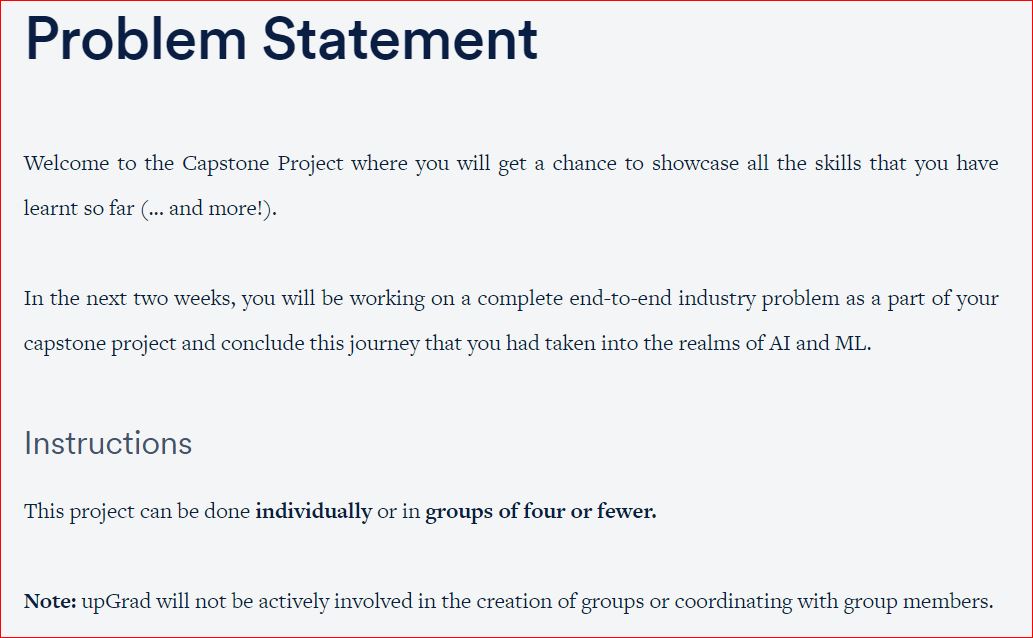 Problem Statement
Welcome to the Capstone Project where you will get a chance to showcase all the skills that you have
learnt so far (... and more!).
In the next two weeks, you will be working on a complete end-to-end industry problem as a part of your
capstone project and conclude this journey that you had taken into the realms of AI and ML.
Instructions
This project can be done individually or in groups of four or fewer.
Note: upGrad will not be actively involved in the creation of groups or coordinating with group members.